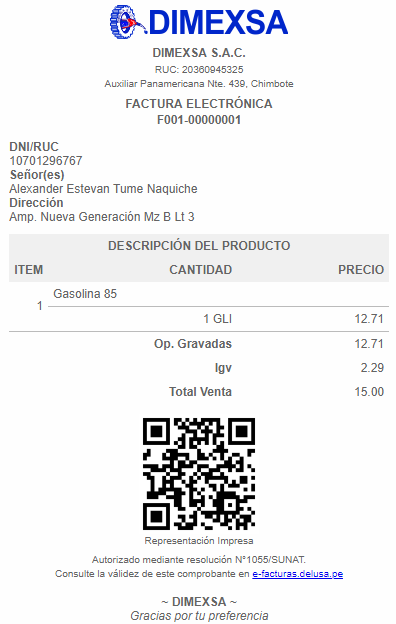 DIMEXSA
DIMEXSA S.A.C.
RUC: 20360945325
Auxiliar Panamericana Nte. 439, Chimbote
FACTURA ELECTRÓNICA
F001-00000001
DNI/RUC
10701296767
Señor(es)
Alexander Estevan Tume Naquiche
Dirección
Amp. Nueva Generación Mz B Lt 3
DESCRIPCIÓN DEL PRODUCTO
ITEM CANTIDAD PRECIO
1 Gasolina 85
1 GLI 12.71
Op. Gravadas 12.71
Igv 2.29
Total Venta 15.00
Representación Impresa
Autorizado mediante resolución N°1055/SUNAT.
Consulte la válidez de este comprobante en e-facturas.delusa.pe
~ DIMEXSA ~
Gracias por tu preferencia